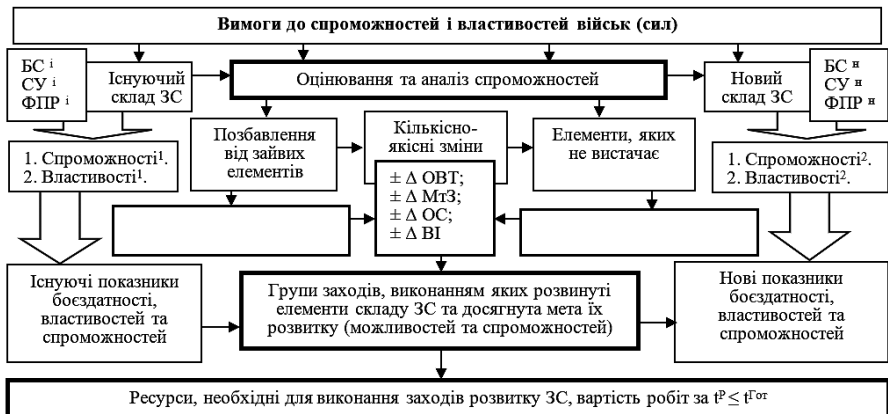 Вимоги до спроможностей і властивостей військ (сил)
БС і
СУ і
ФПР і
Існуючий
склад ЗС
Оцінювання та аналіз спроможностей
Новий
склад ЗС
БС н
СУ н
ФПР н
Позбавлення
від зайвих
елементів
Кількісно-
якісні зміни
Елементи, яких
не вистачає
1. Спроможності¹.
2. Властивості¹.
± Δ ОВТ;
± Δ МтЗ;
± Δ ОС;
± Δ ВІ
1. Спроможності².
2. Властивості².
Існуючі показники
боєздатності,
властивостей та
спроможностей
Групи заходів, виконанням яких розвинуті
елементи складу ЗС та досягнута мета їх
розвитку (можливостей та спроможностей)
Нові показники
боєздатності,
властивостей та
спроможностей
Ресурси, необхідні для виконання заходів розвитку ЗС, вартість робіт за tᴾ ≤ tᴦᵒᵀ